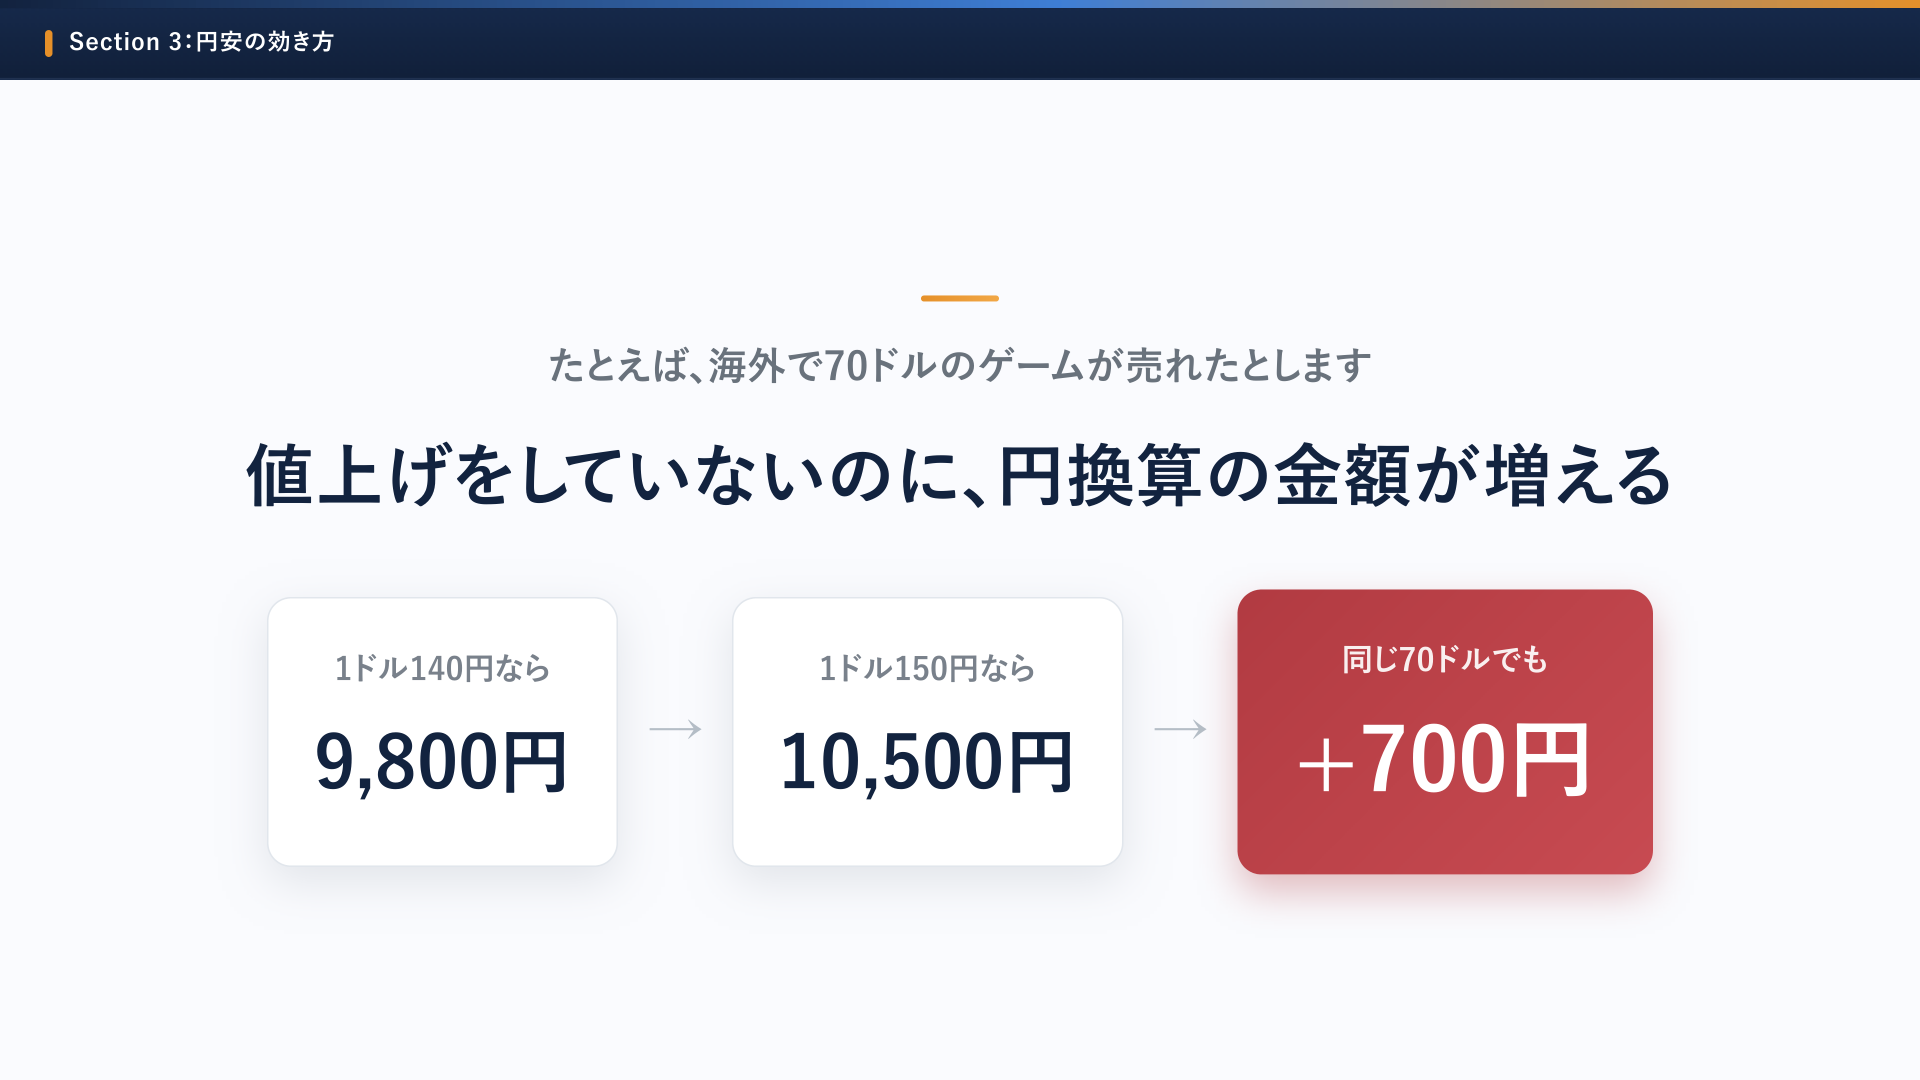 Section 3：円安の効き方
たとえば、海外で70ドルのゲームが売れたとします
値上げをしていないのに、円換算の金額が増える
1ドル140円なら
9,800円
→
1ドル150円なら
10,500円
→
同じ70ドルでも
＋700円